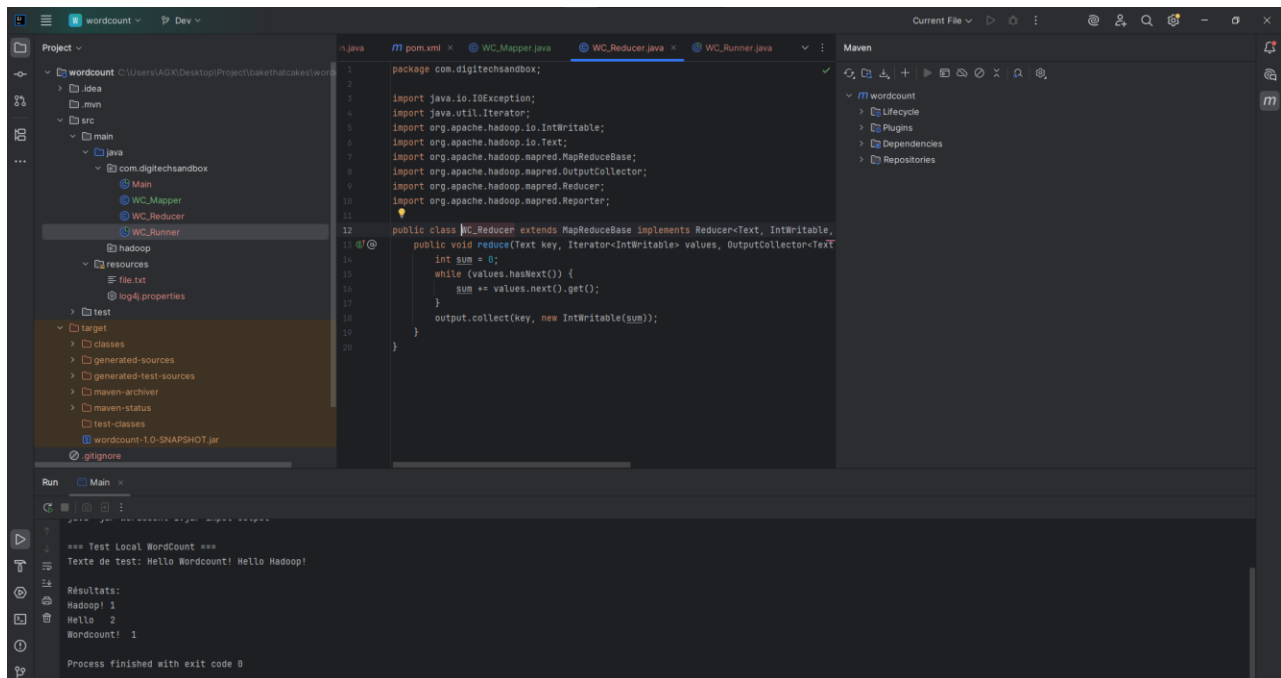 W wordcount Dev
Current File
Project
n.java
m pom.xml
WC_Mapper.java
WC_Reducer.java
WC_Runner.java
Maven
wordcount C:\Users\AGX\Desktop\Project\bakethatcakes\word
.idea
.mvn
src
main
java
com.digitechsandbox
Main
WC_Mapper
WC_Reducer
WC_Runner
hadoop
resources
file.txt
log4j.properties
test
target
classes
generated-sources
generated-test-sources
maven-archiver
maven-status
test-classes
wordcount-1.0-SNAPSHOT.jar
.gitignore
1 package com.digitechsandbox;
2
3 import java.io.IOException;
4 import java.util.Iterator;
5 import org.apache.hadoop.io.IntWritable;
6 import org.apache.hadoop.io.Text;
7 import org.apache.hadoop.mapred.MapReduceBase;
8 import org.apache.hadoop.mapred.OutputCollector;
9 import org.apache.hadoop.mapred.Reducer;
10 import org.apache.hadoop.mapred.Reporter;
11
12 public class WC_Reducer extends MapReduceBase implements Reducer<Text, IntWritable,
13 public void reduce(Text key, Iterator<IntWritable> values, OutputCollector<Text
14 int sum = 0;
15 while (values.hasNext()) {
16 sum += values.next().get();
17 }
18 output.collect(key, new IntWritable(sum));
19 }
20 }
m wordcount
Lifecycle
Plugins
Dependencies
Repositories
m
Run Main
=== Test Local WordCount ===
Texte de test: Hello Wordcount! Hello Hadoop!
Résultats:
Hadoop! 1
Hello 2
Wordcount! 1
Process finished with exit code 0